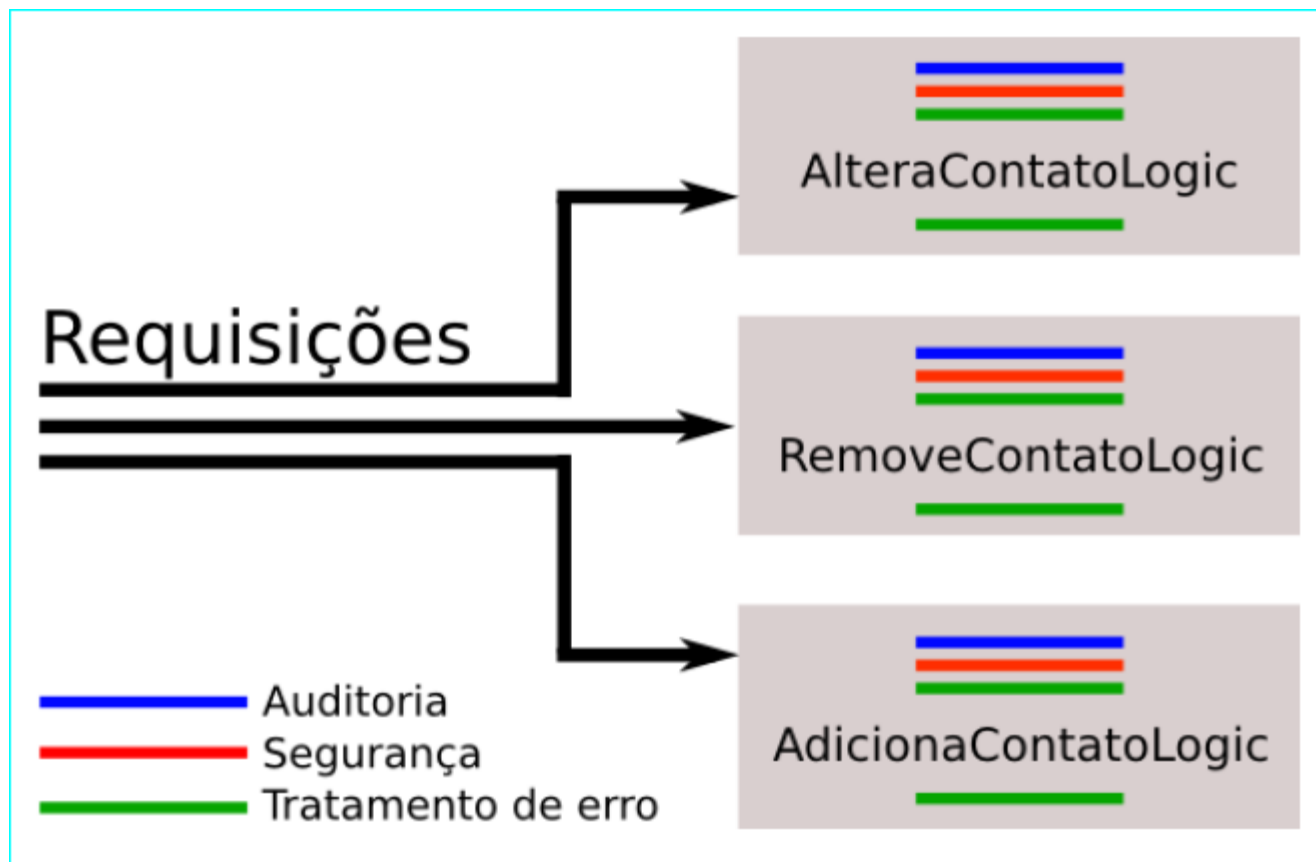 AlteraContatoLogic
Requisições
RemoveContatoLogic
AdicionaContatoLogic
Auditoria
Segurança
Tratamento de erro